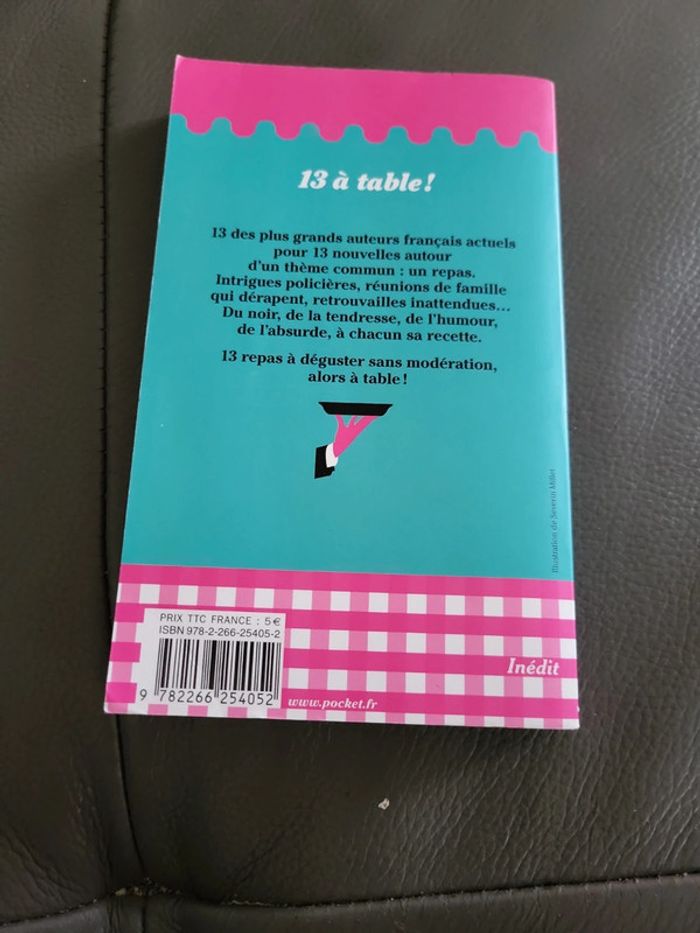 13 à table !
13 des plus grands auteurs français actuels
pour 13 nouvelles autour
d'un thème commun : un repas.
Intrigues policières, réunions de famille
qui dérapent, retrouvailles inattendues...
Du noir, de la tendresse, de l'humour,
de l'absurde, à chacun sa recette.
13 repas à déguster sans modération,
alors à table !
Illustration de Severin Millet
PRIX TTC FRANCE : 5 €
ISBN 978-2-266-25405-2
9 782266 254052
www.pocket.fr
Inédit